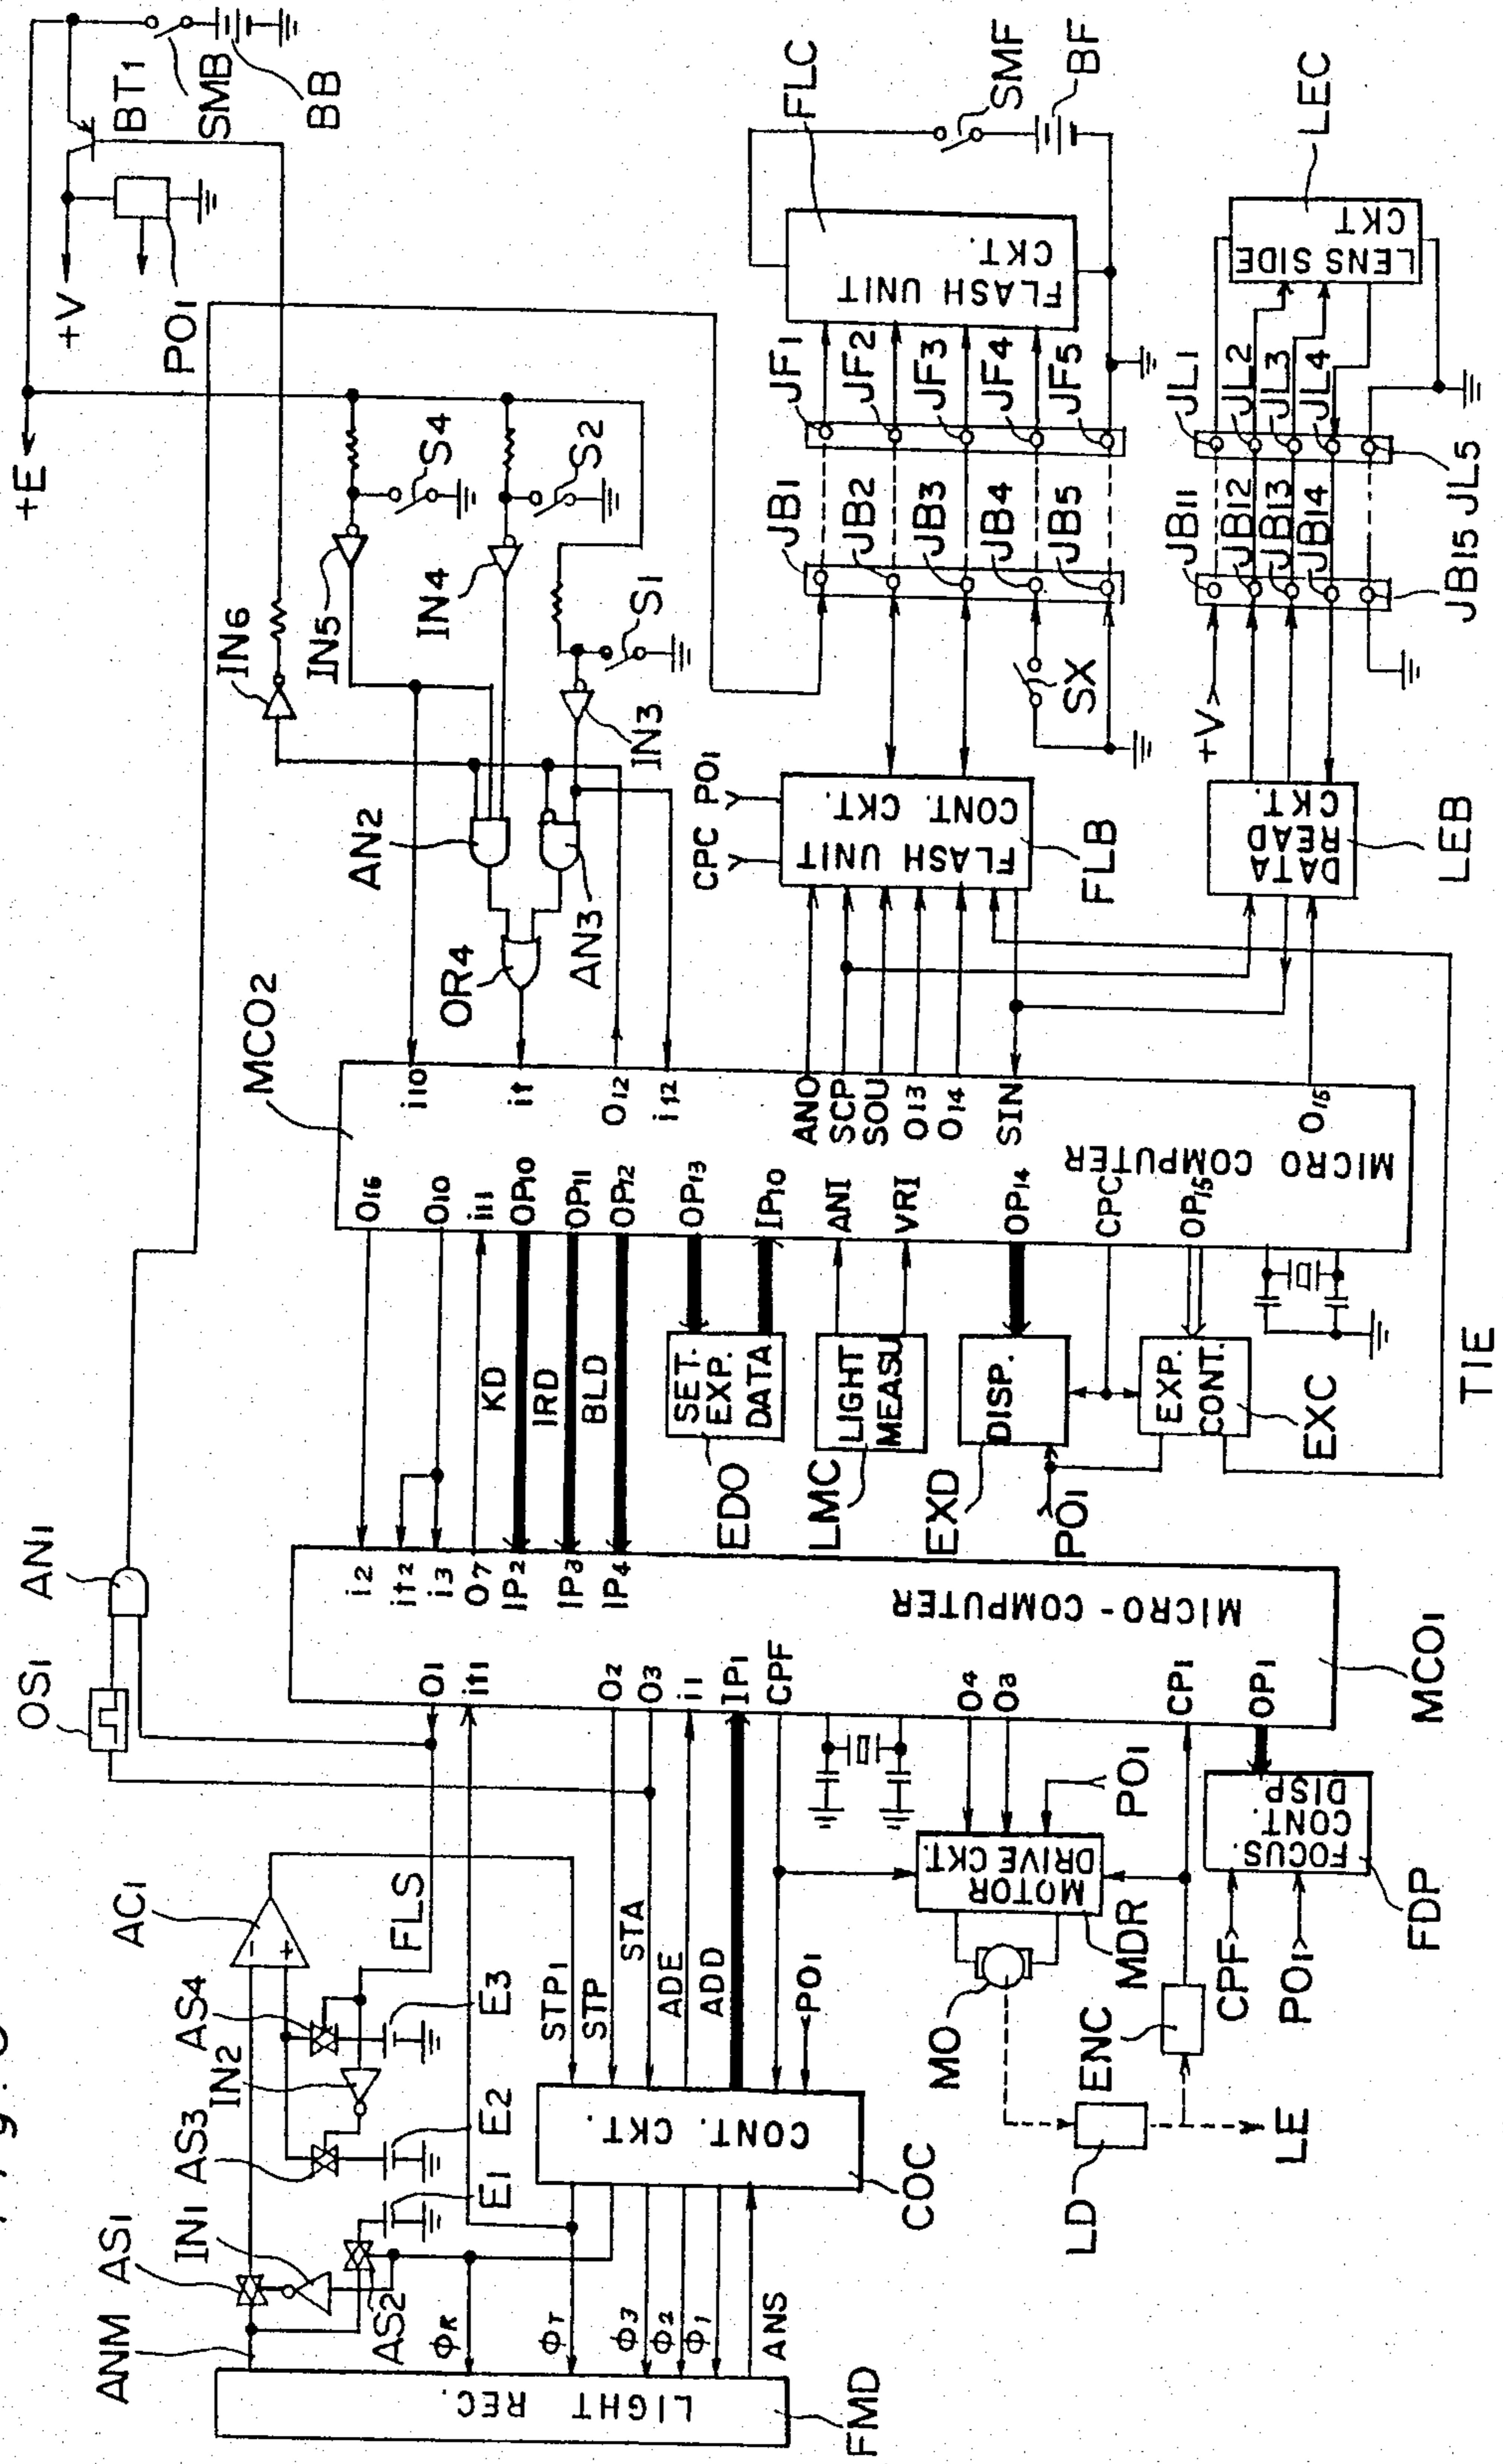 +E
+V
PO1
BT1
SMB
BB
IN6
IN5
S4
IN4
S2
S1
IN3
AN2
AN3
OR4
MCO2
i10
it
O12
i12
ANO
SCP
SOU
O13
O14
SIN
O15
MICRO COMPUTER
O16
O10
i11
OP10
OP11
OP12
OP13
IP10
ANI
VRI
OP14
CPC
OP15
CPC
PO1
FLASH UNIT
CONT. CKT.
FLB
JB1
JB2
JB3
JB4
JB5
SX
JF1
JF2
JF3
JF4
JF5
FLASH UNIT
CKT.
FLC
SMF
BF
+V
DATA
READ
CKT.
LEB
JB11
JB12
JB13
JB14
JB15
JL1
JL2
JL3
JL4
JL5
LENS SIDE
CKT
LEC
KD
IRD
BLD
SET.
EXP.
DATA
EDO
LIGHT
MEASU
LMC
DISP.
EXD
PO1
EXP.
CONT.
EXC
TIE
AN1
OS1
i2
it2
i3
O7
IP2
IP3
IP4
MICRO-COMPUTER
MCO1
O1
it1
O2
O3
i1
IP1
CPF
O4
O3
CP1
OP1
AC1
FLS
AS4
IN2
AS3
E3
E2
E1
STP1
STP
STA
ADE
ADD
PO1
CONT. CKT.
COC
MOTOR
DRIVE CKT.
MDR
PO1
MO
ENC
LD
LE
FOCUS.
CONT.
DISP
FDP
CPF
PO1
ANM
AS1
IN1
AS2
ΦR
ΦT
Φ3
Φ2
Φ1
ANS
LIGHT REC.
FMD